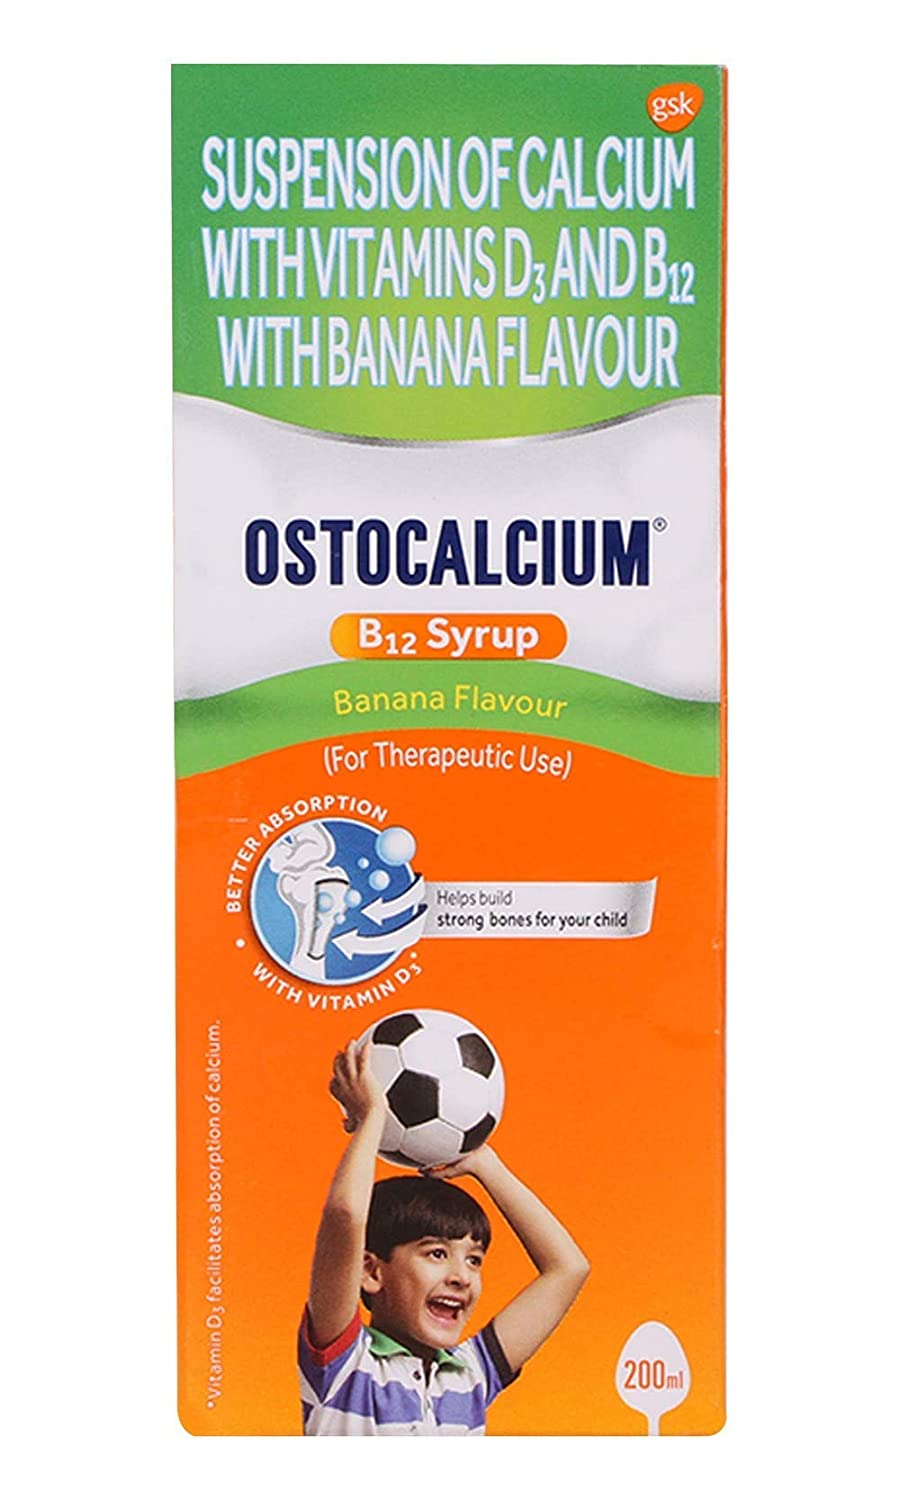 gsk
SUSPENSION OF CALCIUM
WITH VITAMINS D3 AND B12
WITH BANANA FLAVOUR
OSTOCALCIUM®
B12 Syrup
Banana Flavour
(For Therapeutic Use)
BETTER ABSORPTION
• WITH VITAMIN D3*
Helps build
strong bones for your child
*Vitamin D3 facilitates absorption of calcium.
200ml